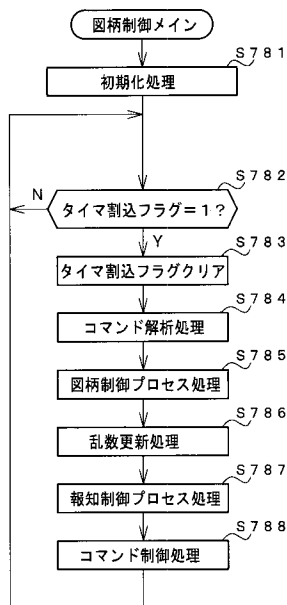 図柄制御メイン
S781
初期化処理
S782
N
タイマ割込フラグ=1?
Y
S783
タイマ割込フラグクリア
S784
コマンド解析処理
S785
図柄制御プロセス処理
S786
乱数更新処理
S787
報知制御プロセス処理
S788
コマンド制御処理